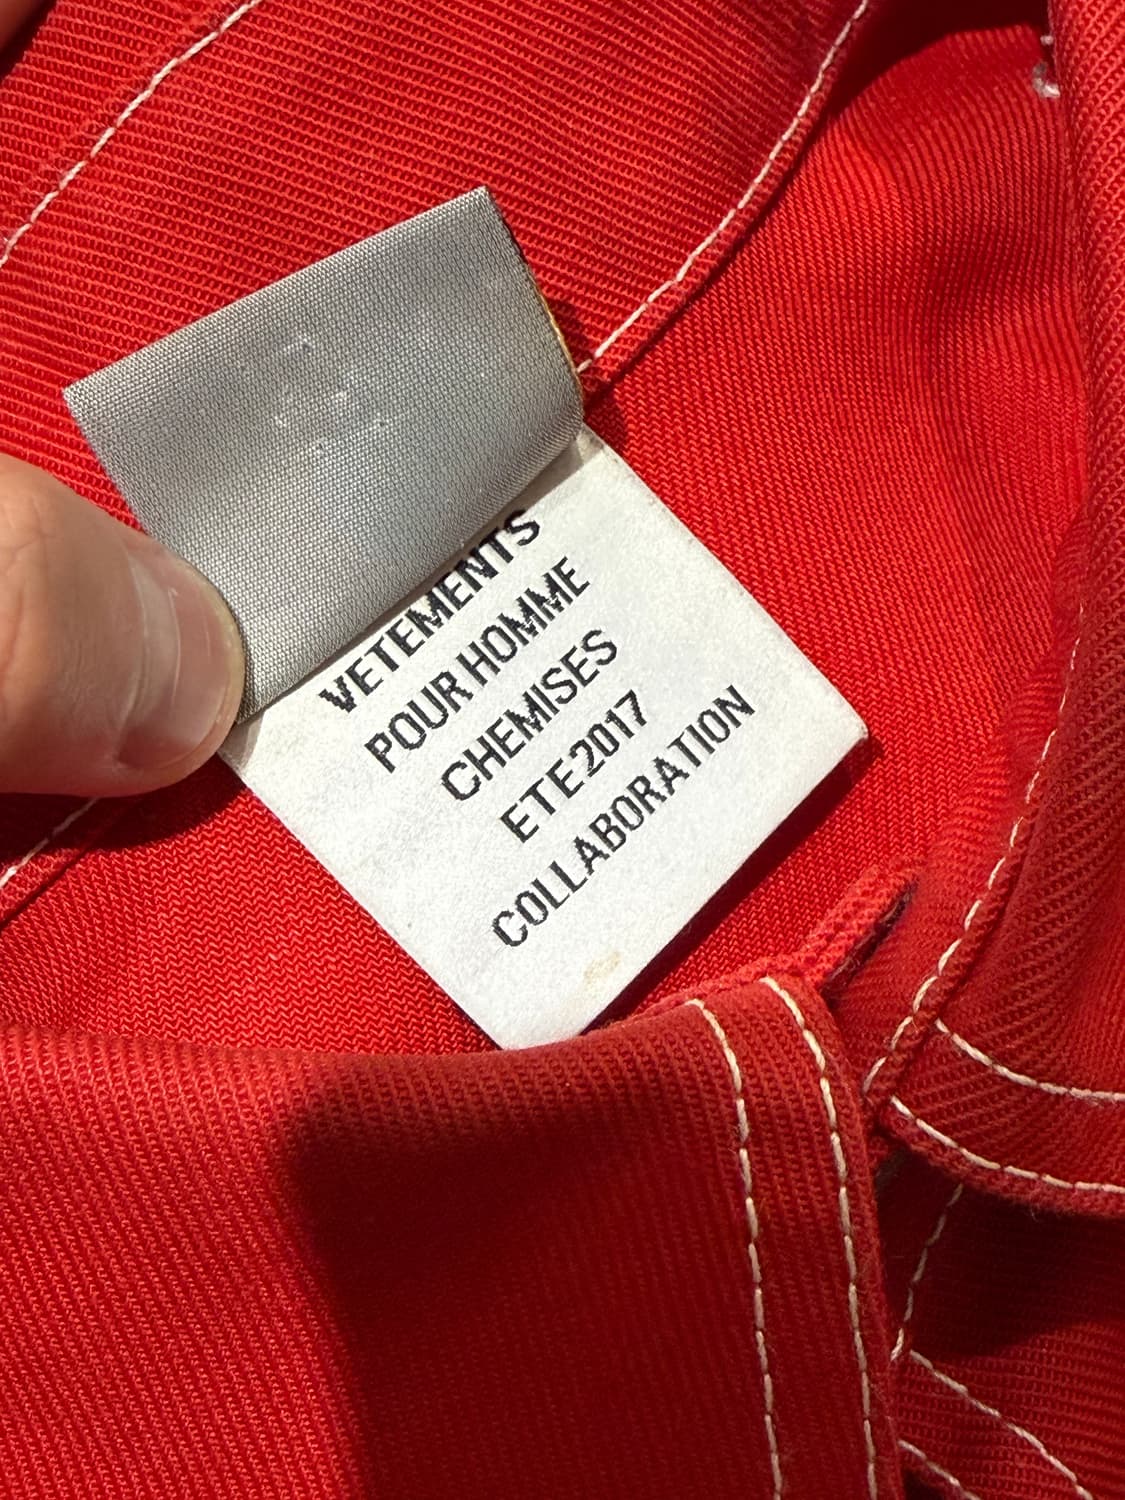 VETEMENTS
POUR HOMME
CHEMISES
ETE 2017
COLLABORATION